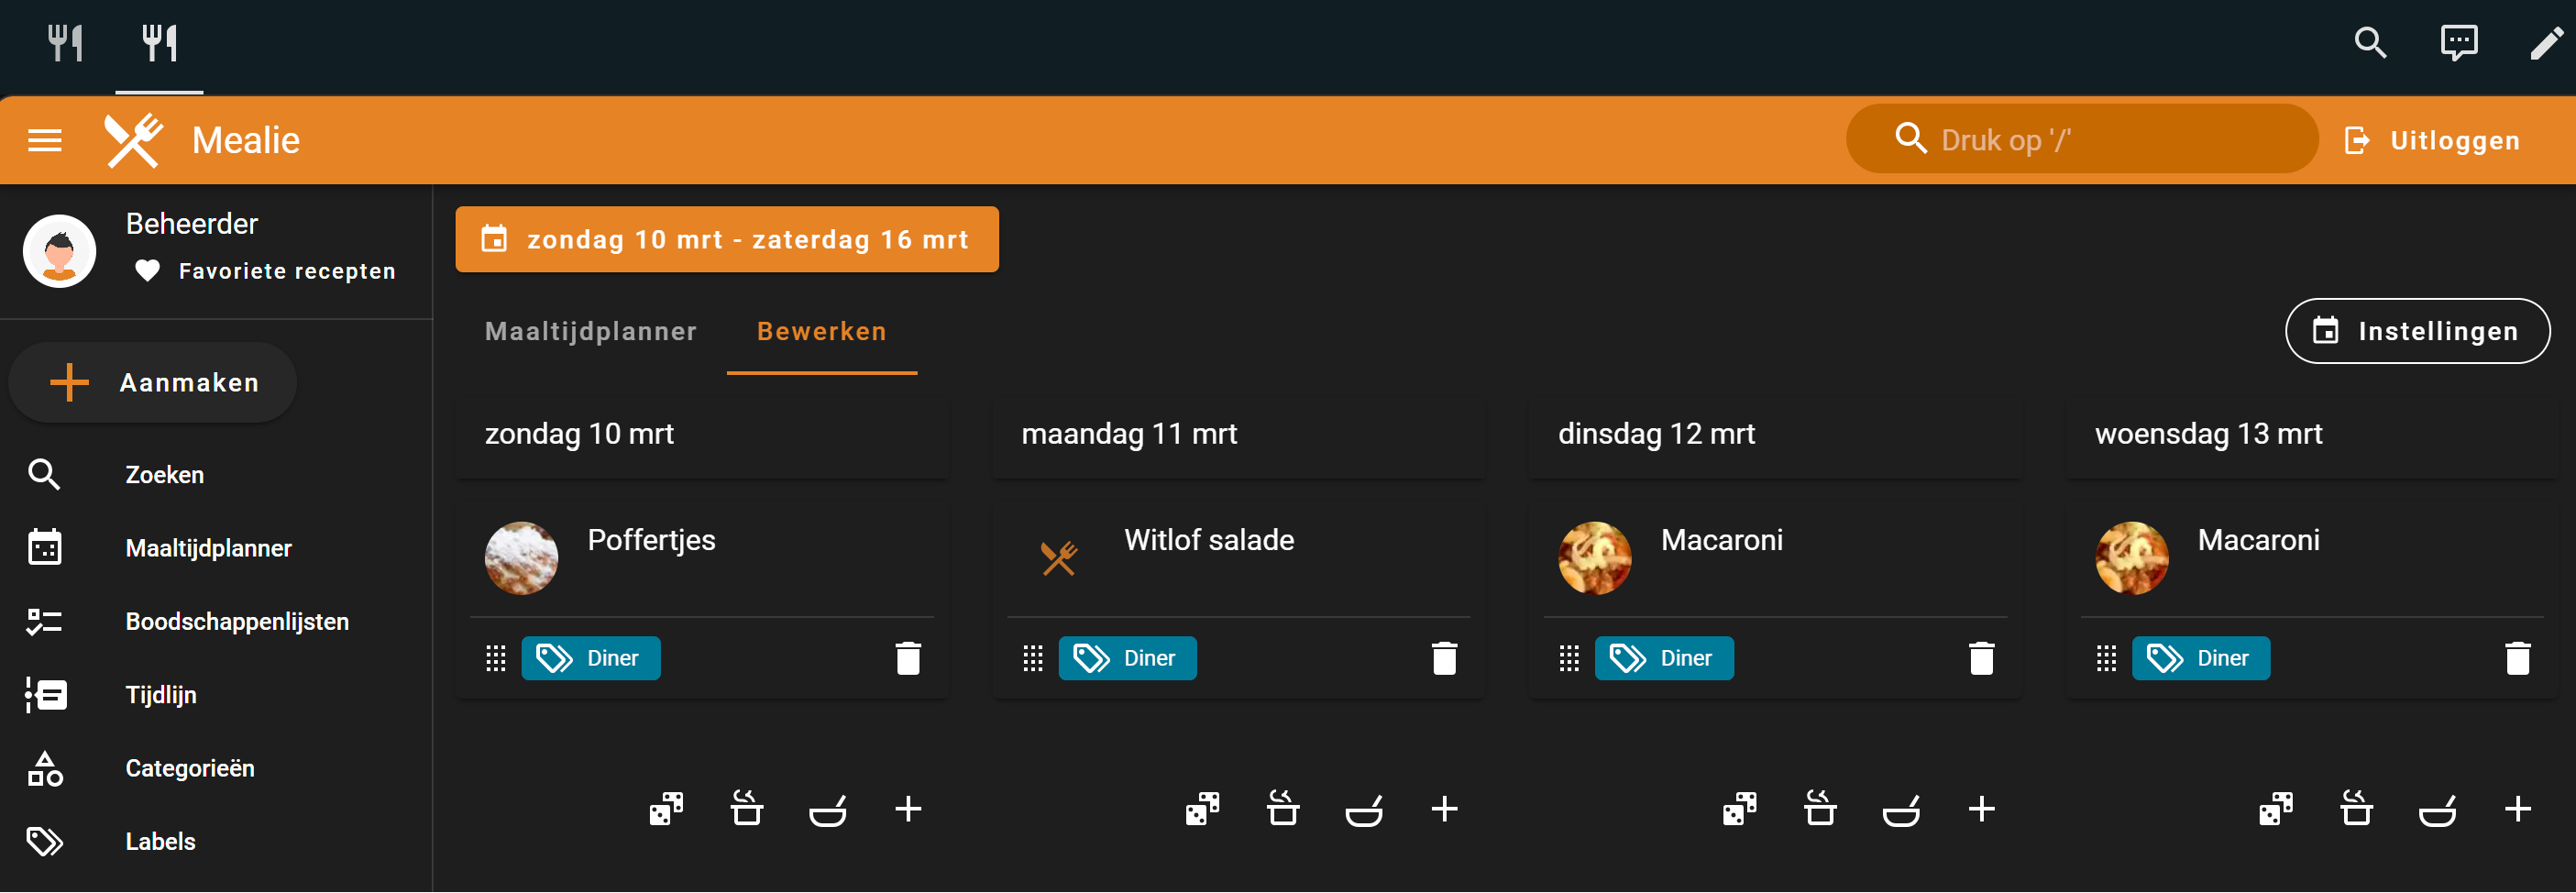 Mealie
Druk op '/'
Uitloggen
Beheerder
Favoriete recepten
Aanmaken
Zoeken
Maaltijdplanner
Boodschappenlijsten
Tijdlijn
Categorieën
Labels
zondag 10 mrt - zaterdag 16 mrt
Maaltijdplanner Bewerken
Instellingen
zondag 10 mrt
Poffertjes
Diner
maandag 11 mrt
Witlof salade
Diner
dinsdag 12 mrt
Macaroni
Diner
woensdag 13 mrt
Macaroni
Diner